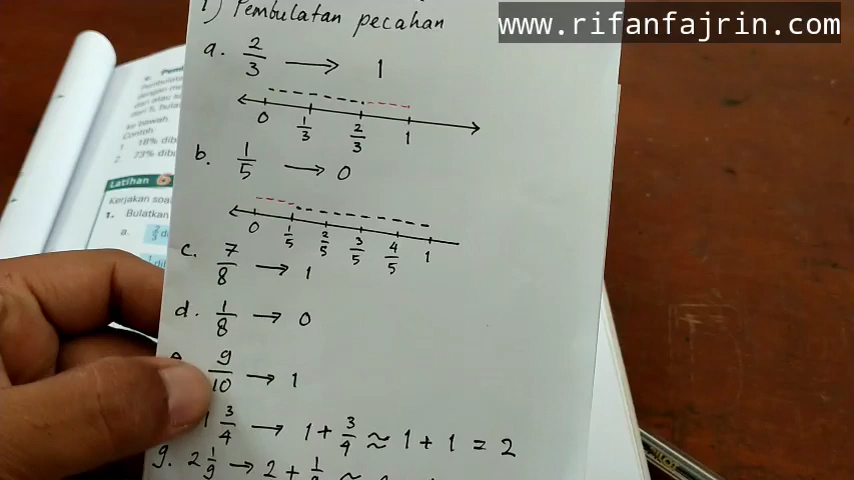 www.rifanfajrin.com
1) Pembulatan pecahan
a. 2/3 → 1
0 1/3 2/3 1
b. 1/5 → 0
0 1/5 2/5 3/5 4/5 1
c. 7/8 → 1
d. 1/8 → 0
9/10 → 1
1 3/4 → 1 + 3/4 ≈ 1 + 1 = 2
g. 2 1/9 → 2 + ≈
Contoh
1. 18%
2. 73%
Latihan
Kerjakan soa
1. Bulatkan
a.